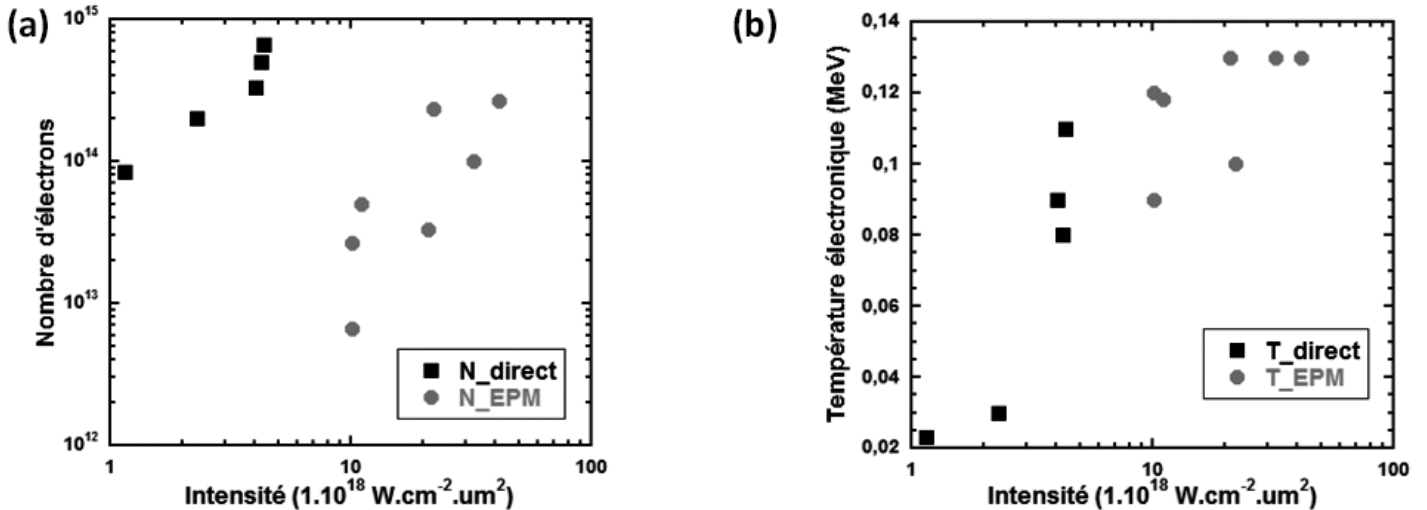 (a)
10^15
10^14
10^13
10^12
Nombre d'électrons
N_direct
N_EPM
1
10
100
Intensité (1.10^18 W.cm^-2.um^2)
(b)
0,14
0,12
0,1
0,08
0,06
0,04
0,02
Température électronique (MeV)
T_direct
T_EPM
1
10
100
Intensité (1.10^18 W.cm^-2.um^2)